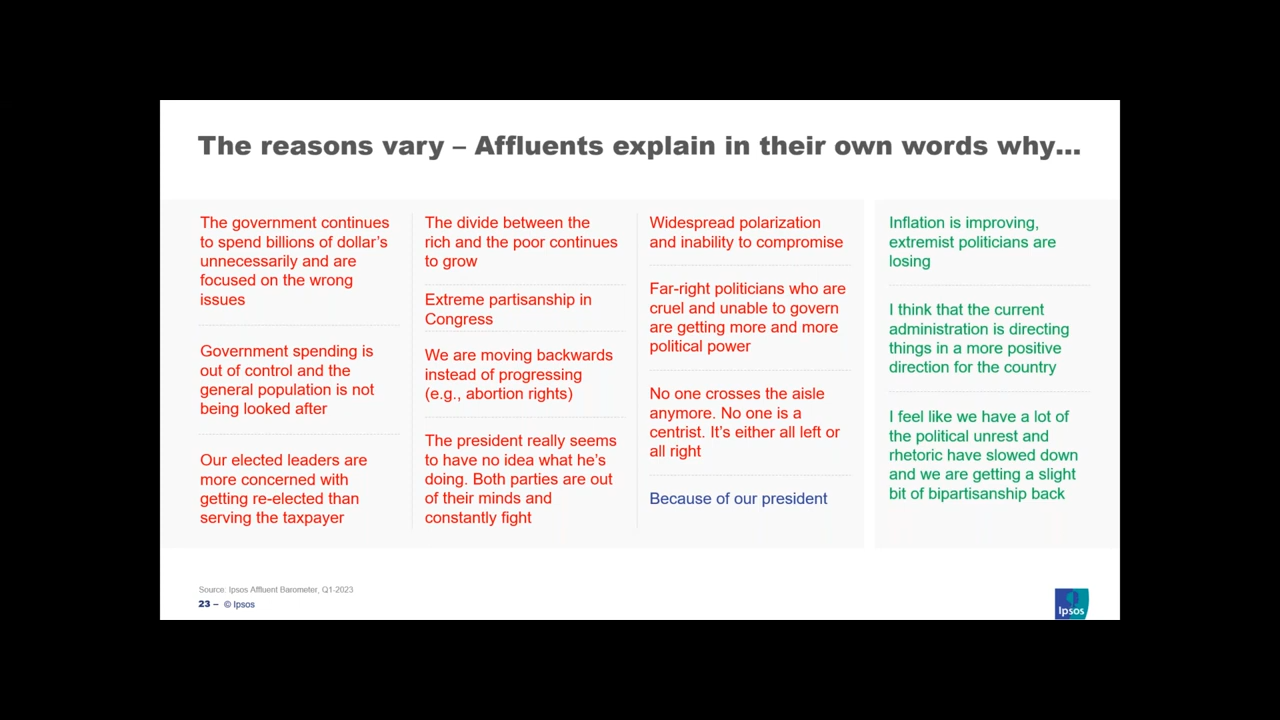 The reasons vary – Affluents explain in their own words why...
The government continues
to spend billions of dollar's
unnecessarily and are
focused on the wrong
issues
Government spending is
out of control and the
general population is not
being looked after
Our elected leaders are
more concerned with
getting re-elected than
serving the taxpayer
The divide between the
rich and the poor continues
to grow
Extreme partisanship in
Congress
We are moving backwards
instead of progressing
(e.g., abortion rights)
The president really seems
to have no idea what he's
doing. Both parties are out
of their minds and
constantly fight
Widespread polarization
and inability to compromise
Far-right politicians who are
cruel and unable to govern
are getting more and more
political power
No one crosses the aisle
anymore. No one is a
centrist. It's either all left or
all right
Because of our president
Inflation is improving,
extremist politicians are
losing
I think that the current
administration is directing
things in a more positive
direction for the country
I feel like we have a lot of
the political unrest and
rhetoric have slowed down
and we are getting a slight
bit of bipartisanship back
Source: Ipsos Affluent Barometer, Q1-2023
23 – © Ipsos
Ipsos